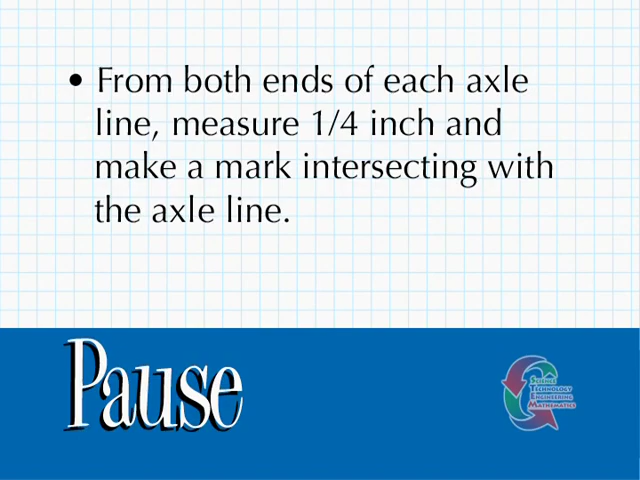 • From both ends of each axle
line, measure 1/4 inch and
make a mark intersecting with
the axle line.
Pause
Science
Technology
Engineering
Mathematics